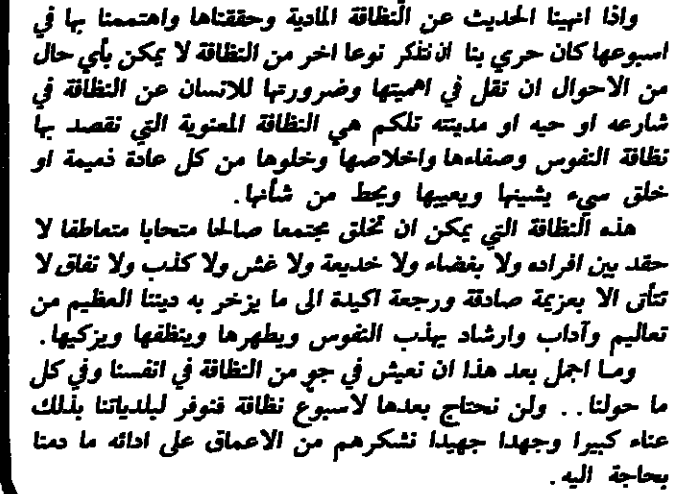 واذا انهينا الحديث عن النظافة المادية وحققناها واهتممنا بها في
اسبوعها كان حري بنا ان نذكر نوعا اخر من النظافة لا يمكن بأي حال
من الاحوال ان تقل في اهميتها وضرورتها للانسان عن النظافة في
شارعه او حيه او مدينته تلكم هي النظافة المعنوية التي نقصد بها
نظافة النفوس وصفاءها واخلاصها وخلوها من كل عادة ذميمة او
خلق سيء يشينها ويعيبها ويحط من شأنها.
هذه النظافة التي يمكن ان تخلق مجتمعا صالحا متحابا متعاطفا لا
حقد بين افراده ولا بغضاء ولا خديعة ولا غش ولا كذب ولا نفاق لا
تتأتى الا بعزيمة صادقة ورجعة اكيدة الى ما يزخر به ديننا العظيم من
تعاليم وآداب وارشاد يهذب النفوس ويطهرها وينظفها ويزكيها.
وما اجمل بعد هذا ان نعيش في جو من النظافة في انفسنا وفي كل
ما حولنا.. ولن نحتاج بعدها لاسبوع نظافة فنوفر لبلدياتنا بذلك
عناء كبيرا وجهدا جهيدا نشكرهم من الاعماق على ادائه ما دمنا
بحاجة اليه.